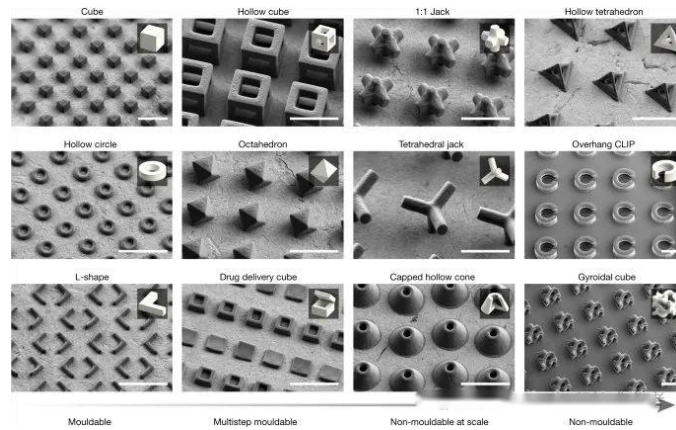 Cube Hollow cube 1:1 Jack Hollow tetrahedron
Hollow circle Octahedron Tetrahedral jack Overhang CLIP
L-shape Drug delivery cube Capped hollow cone Gyroidal cube
Mouldable Multistep mouldable Non-mouldable at scale Non-mouldable